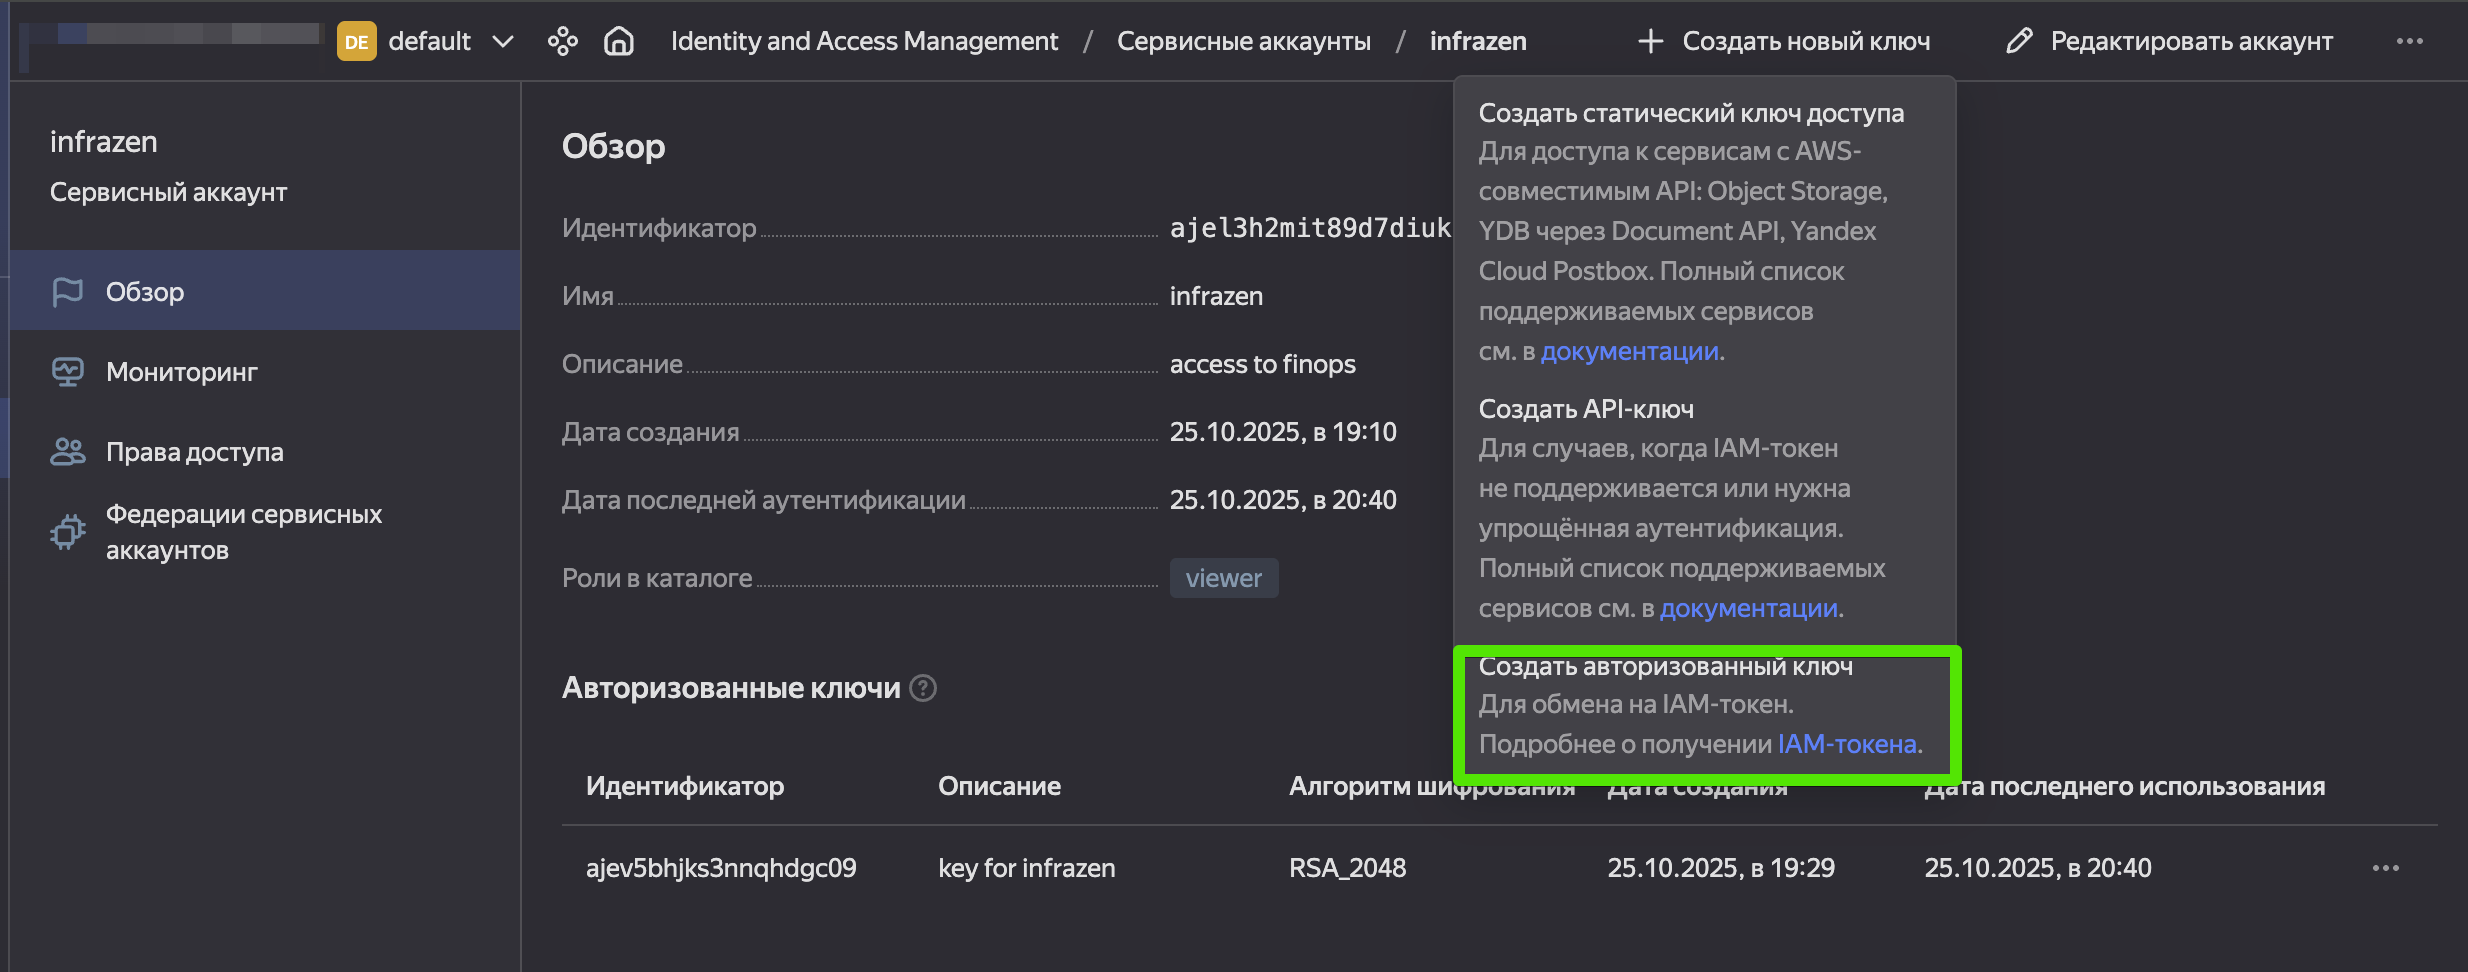 DE default
Identity and Access Management / Сервисные аккаунты / infrazen
Создать новый ключ
Редактировать аккаунт
infrazen
Сервисный аккаунт
Обзор
Мониторинг
Права доступа
Федерации сервисных
аккаунтов
Обзор
Идентификатор ajel3h2mit89d7diuk
Имя infrazen
Описание access to finops
Дата создания 25.10.2025, в 19:10
Дата последней аутентификации 25.10.2025, в 20:40
Роли в каталоге viewer
Создать статический ключ доступа
Для доступа к сервисам с AWS-
совместимым API: Object Storage,
YDB через Document API, Yandex
Cloud Postbox. Полный список
поддерживаемых сервисов
см. в документации.
Создать API-ключ
Для случаев, когда IAM-токен
не поддерживается или нужна
упрощённая аутентификация.
Полный список поддерживаемых
сервисов см. в документации.
Создать авторизованный ключ
Для обмена на IAM-токен.
Подробнее о получении IAM-токена.
Авторизованные ключи ?
Идентификатор Описание Алгоритм шифрования Дата создания Дата последнего использования
ajev5bhjks3nnqhdgc09 key for infrazen RSA_2048 25.10.2025, в 19:29 25.10.2025, в 20:40